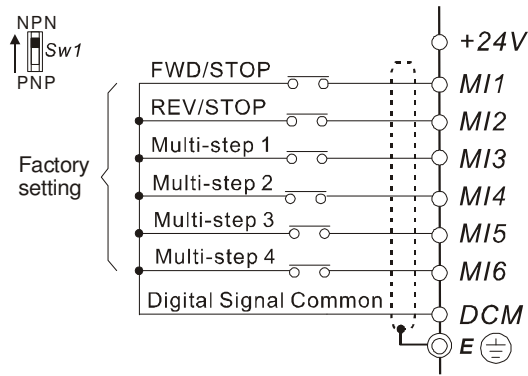 NPN
Sw1
PNP
+24V
FWD/STOP
MI1
REV/STOP
MI2
Multi-step 1
MI3
Factory
setting
Multi-step 2
MI4
Multi-step 3
MI5
Multi-step 4
MI6
Digital Signal Common
DCM
E